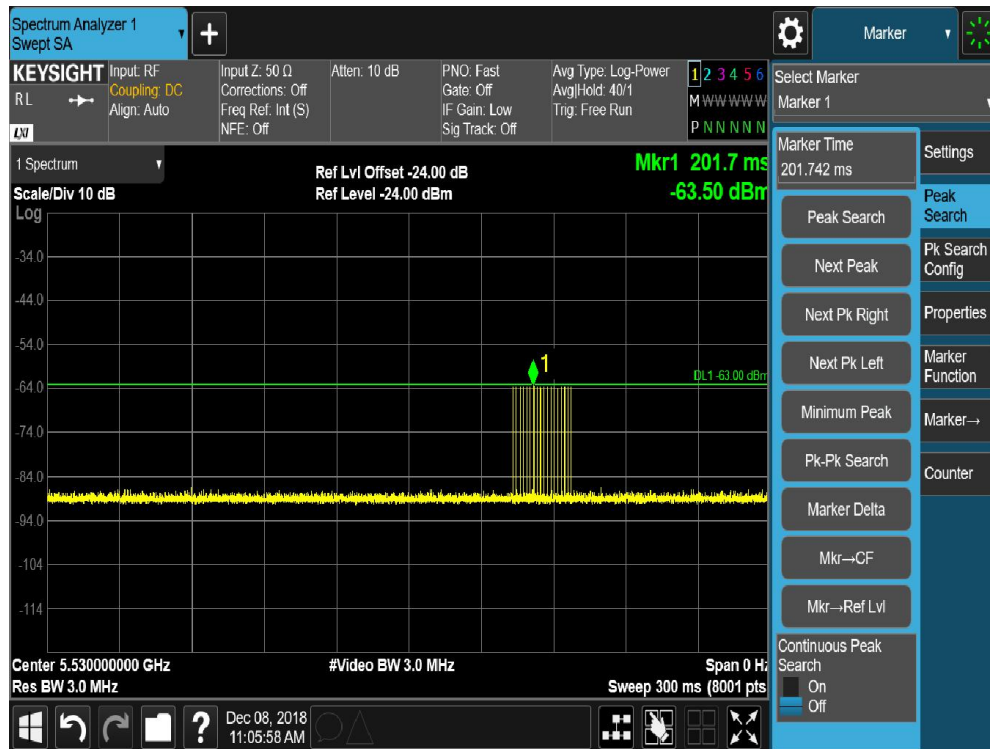 Spectrum Analyzer 1
Swept SA
+
Marker
KEYSIGHT
RL
LXI
Input: RF
Coupling: DC
Align: Auto
Input Z: 50 Ω
Corrections: Off
Freq Ref: Int (S)
NFE: Off
Atten: 10 dB
PNO: Fast
Gate: Off
IF Gain: Low
Sig Track: Off
Avg Type: Log-Power
Avg|Hold: 40/1
Trig: Free Run
1 2 3 4 5 6
M W W W W W
P N N N N N
Select Marker
Marker 1
1 Spectrum
Scale/Div 10 dB
Log
Ref Lvl Offset -24.00 dB
Ref Level -24.00 dBm
Mkr1 201.7 ms
-63.50 dBm
-34.0
-44.0
-54.0
-64.0
-74.0
-84.0
-94.0
-104
-114
1
DL1 -63.00 dBm
Center 5.530000000 GHz
Res BW 3.0 MHz
#Video BW 3.0 MHz
Span 0 Hz
Sweep 300 ms (8001 pts
Marker Time
201.742 ms
Peak Search
Next Peak
Next Pk Right
Next Pk Left
Minimum Peak
Pk-Pk Search
Marker Delta
Mkr→CF
Mkr→Ref Lvl
Continuous Peak
Search
On
Off
Settings
Peak
Search
Pk Search
Config
Properties
Marker
Function
Marker→
Counter
?
Dec 08, 2018
11:05:58 AM